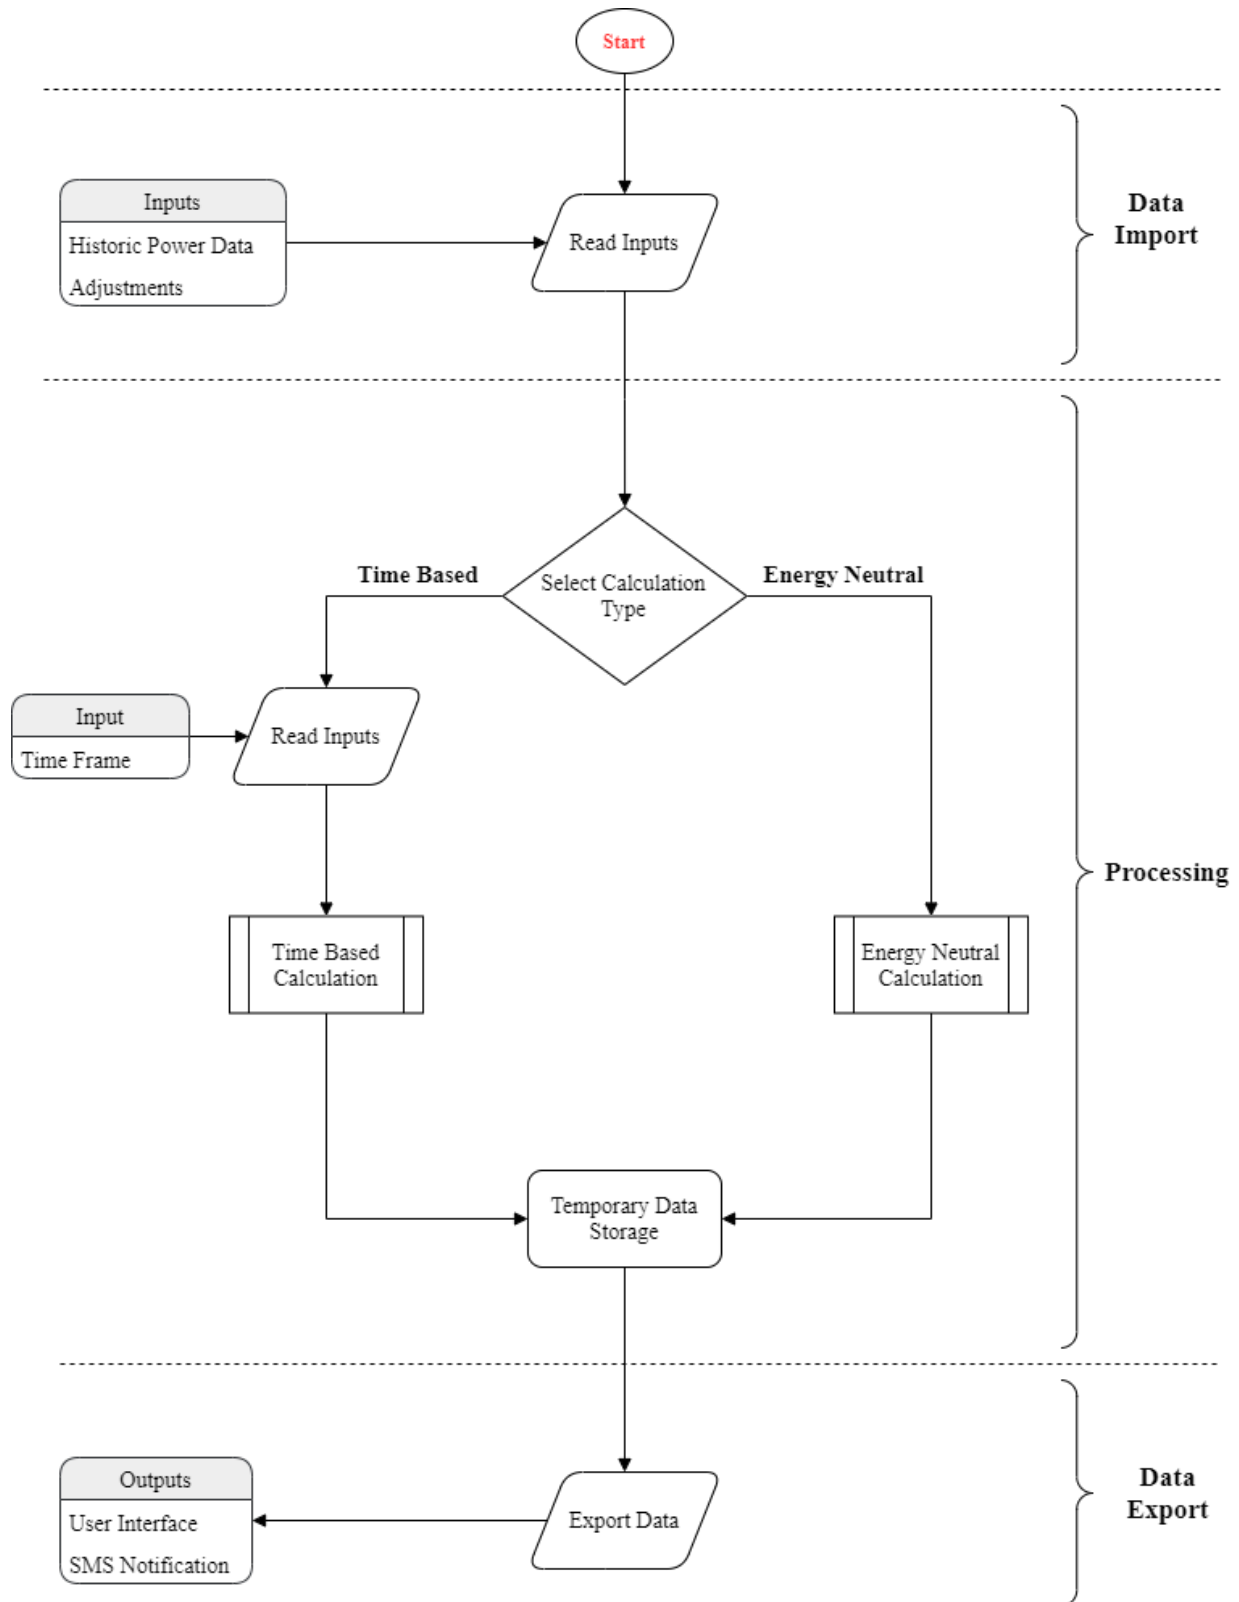 Start
Inputs
Historic Power Data
Adjustments
Read Inputs
Data
Import
Select Calculation
Type
Time Based
Energy Neutral
Input
Time Frame
Read Inputs
Processing
Time Based
Calculation
Energy Neutral
Calculation
Temporary Data
Storage
Outputs
User Interface
SMS Notification
Export Data
Data
Export